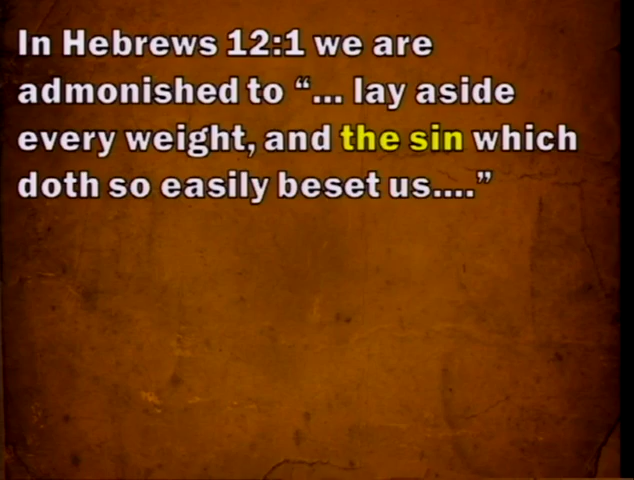 In Hebrews 12:1 we are
admonished to “... lay aside
every weight, and the sin which
doth so easily beset us....”